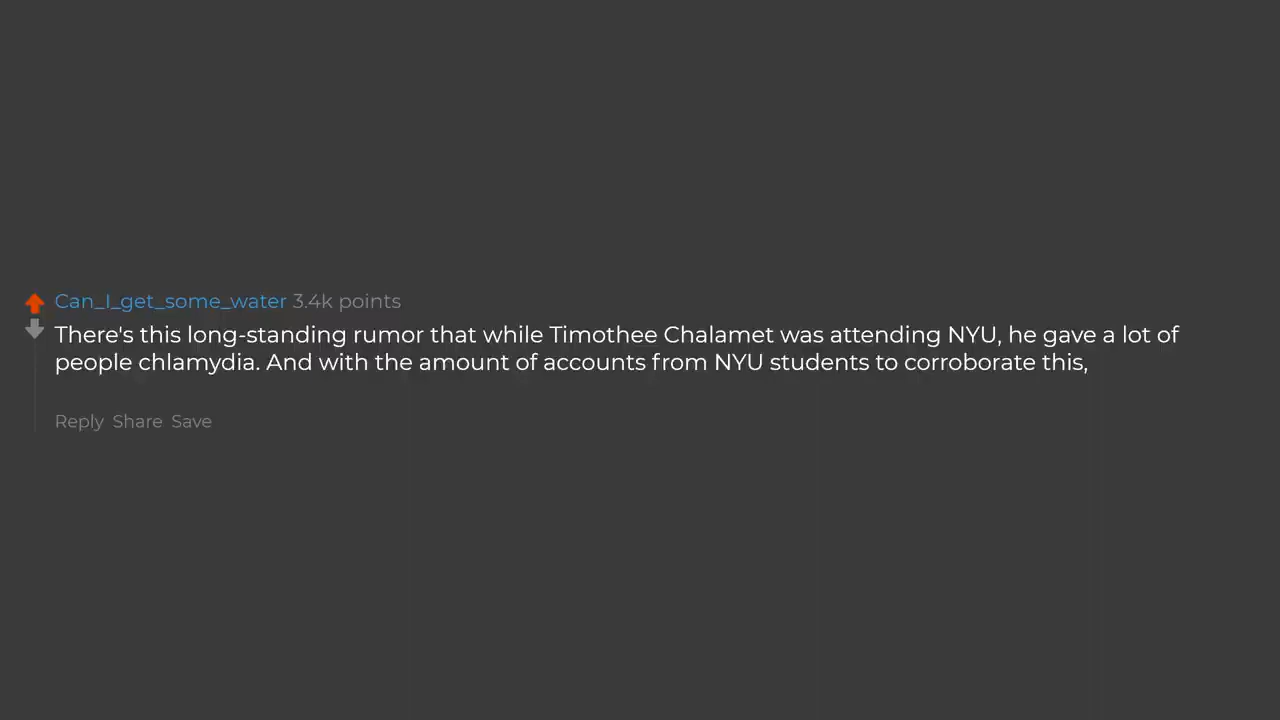 Can_I_get_some_water 3.4k points
There's this long-standing rumor that while Timothee Chalamet was attending NYU, he gave a lot of
people chlamydia. And with the amount of accounts from NYU students to corroborate this,
Reply Share Save